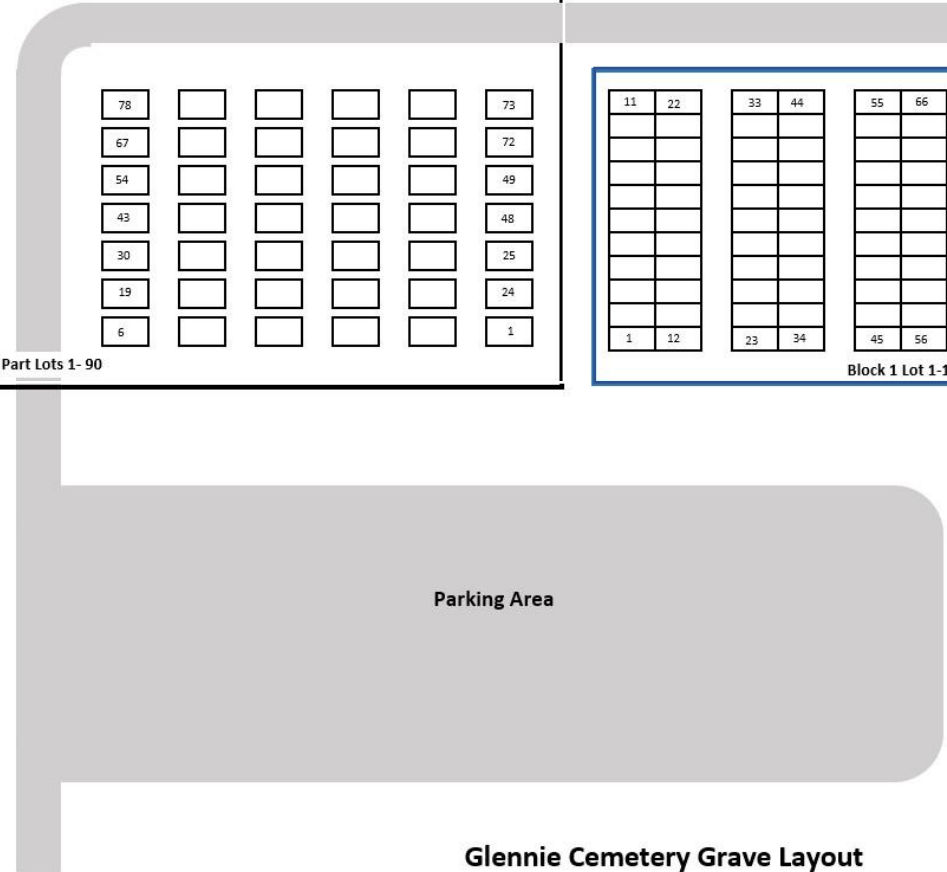 78 73
67 72
54 49
43 48
30 25
19 24
6 1
Part Lots 1- 90
11 22 33 44 55 66
1 12 23 34 45 56
Block 1 Lot 1-1
Parking Area
Glennie Cemetery Grave Layout